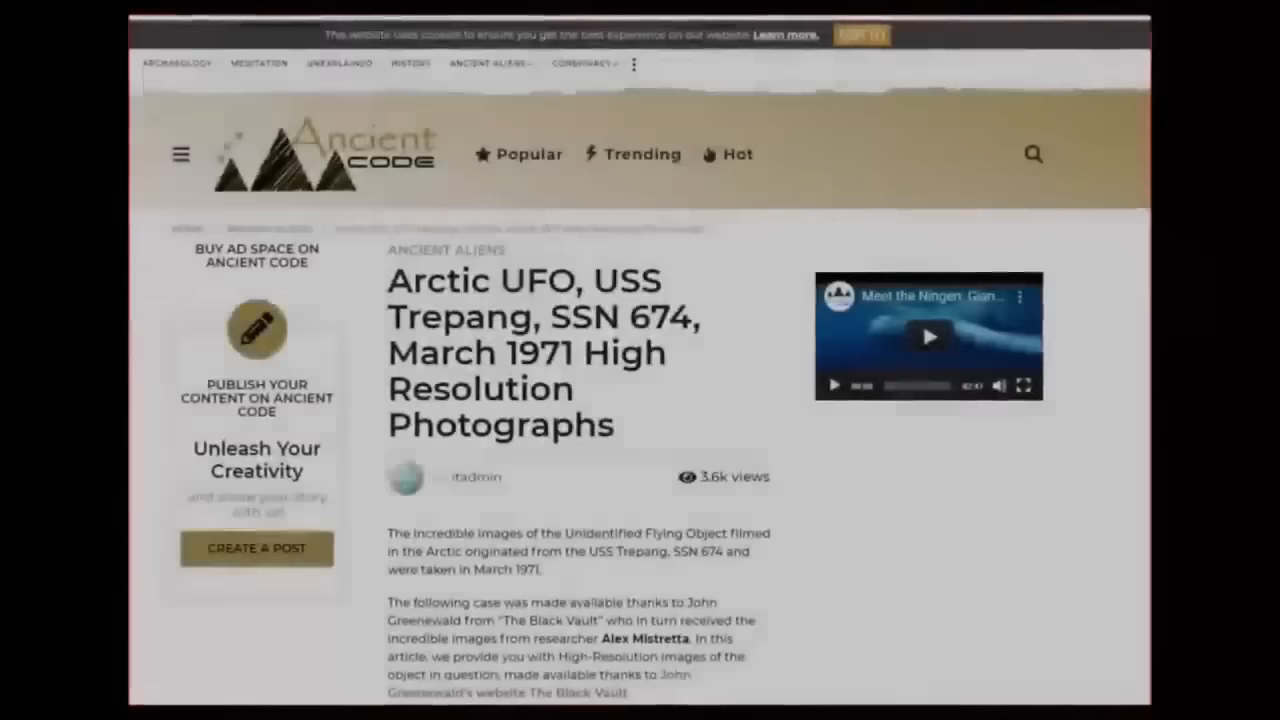 This website uses cookies to ensure you get the best experience on our website. Learn more. GOT IT!
ARCHAEOLOGY MEDITATION UNEXPLAINED HISTORY ANCIENT ALIENS CONSPIRACY
Ancient
CODE
Popular Trending Hot
BUY AD SPACE ON
ANCIENT CODE
PUBLISH YOUR
CONTENT ON ANCIENT
CODE
Unleash Your
Creativity
and share your story
with us!
CREATE A POST
ANCIENT ALIENS
Arctic UFO, USS
Trepang, SSN 674,
March 1971 High
Resolution
Photographs
itadmin 3.6k views
The incredible images of the Unidentified Flying Object filmed
in the Arctic originated from the USS Trepang, SSN 674 and
were taken in March 1971.
The following case was made available thanks to John
Greenewald from "The Black Vault" who in turn received the
incredible images from researcher Alex Mistretta. In this
article, we provide you with High-Resolution images of the
object in question, made available thanks to John
Greenewald's website The Black Vault
Meet the Ningen: Gian...